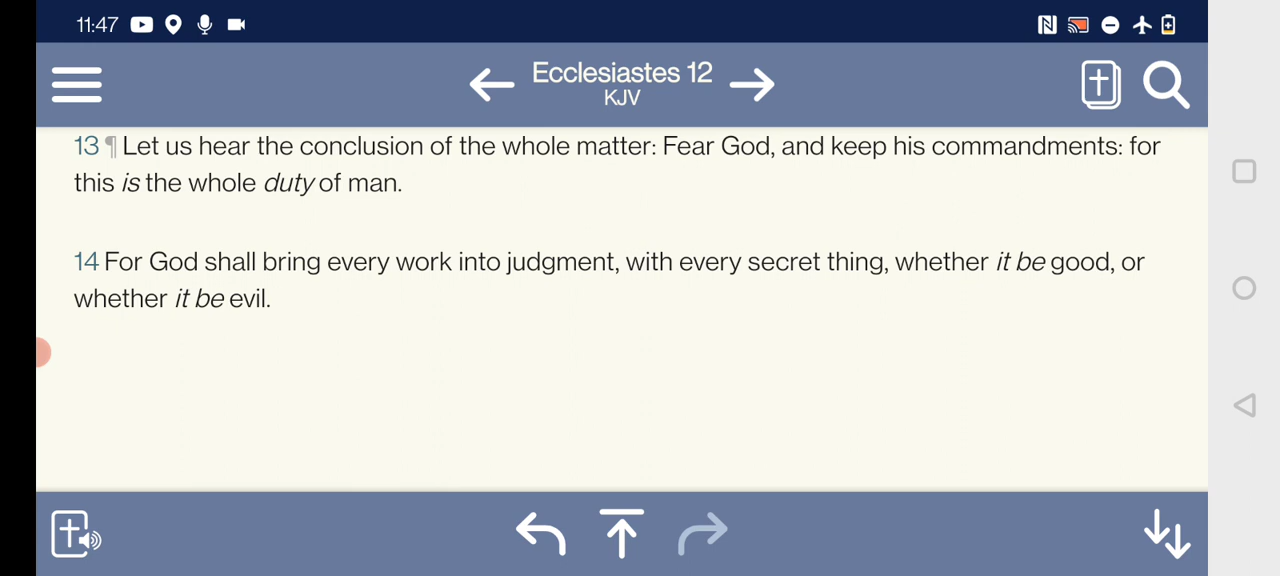 11:47
Ecclesiastes 12
KJV
13 ¶ Let us hear the conclusion of the whole matter: Fear God, and keep his commandments: for
this is the whole duty of man.
14 For God shall bring every work into judgment, with every secret thing, whether it be good, or
whether it be evil.